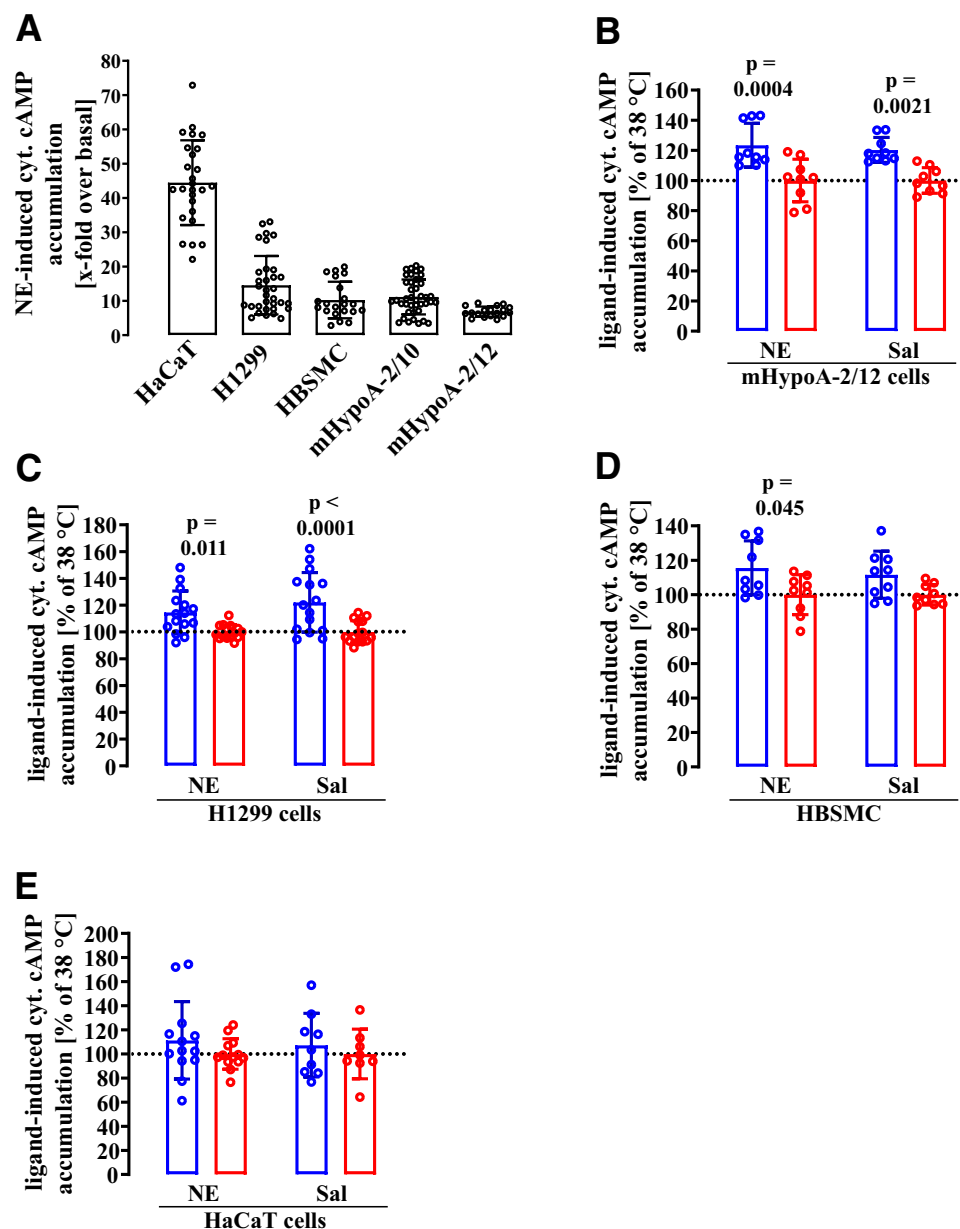 A
NE-induced cyt. cAMP
accumulation
[x-fold over basal]
80
70
60
50
40
30
20
10
0
HaCaT
H1299
HBSMC
mHypoA-2/10
mHypoA-2/12
B
ligand-induced cyt. cAMP
accumulation [% of 38 °C]
160
140
120
100
80
60
40
20
0
p =
0.0004
p =
0.0021
NE
Sal
mHypoA-2/12 cells
C
ligand-induced cyt. cAMP
accumulation [% of 38 °C]
180
160
140
120
100
80
60
40
20
0
p =
0.011
p <
0.0001
NE
Sal
H1299 cells
D
ligand-induced cyt. cAMP
accumulation [% of 38 °C]
140
120
100
80
60
40
20
0
p =
0.045
NE
Sal
HBSMC
E
ligand-induced cyt. cAMP
accumulation [% of 38 °C]
200
180
160
140
120
100
80
60
40
20
0
NE
Sal
HaCaT cells